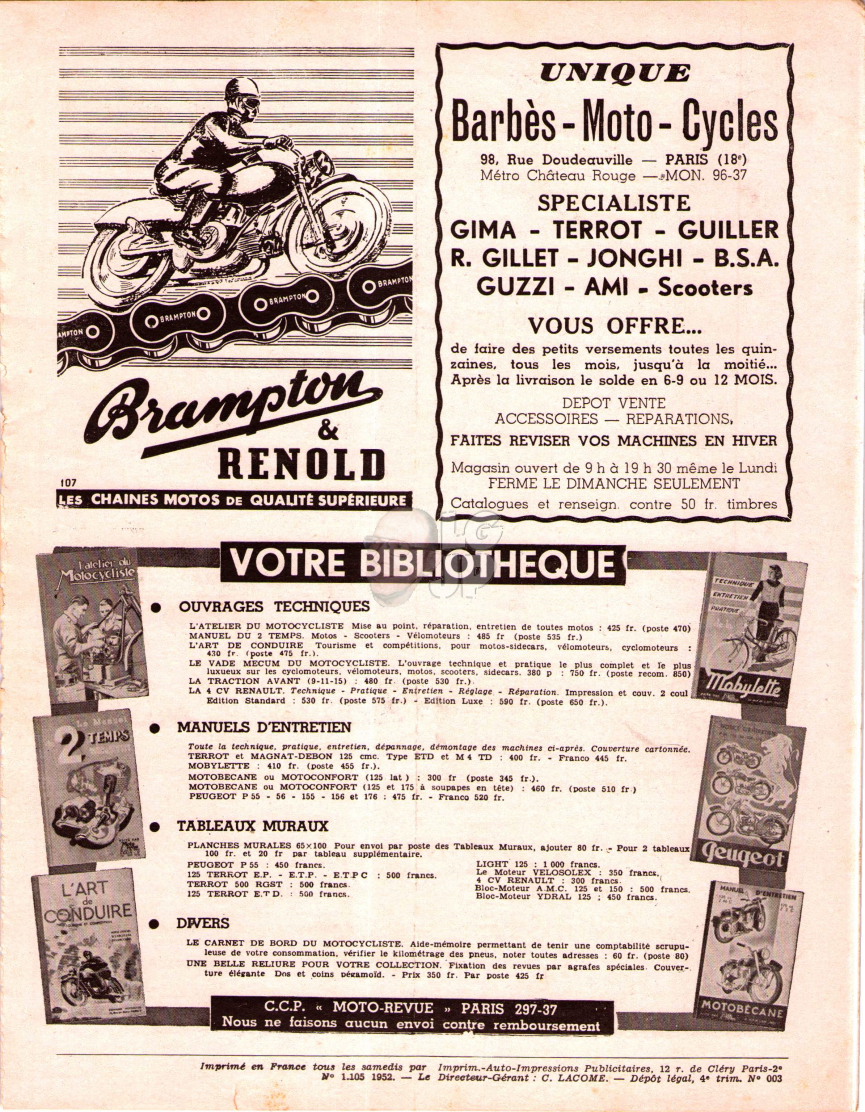 BRAMPTON
BRAMPTON
BRAMPTON
BRAMPTON
Brampton
&
RENOLD
107
LES CHAINES MOTOS DE QUALITÉ SUPÉRIEURE
UNIQUE
Barbès - Moto - Cycles
98, Rue Doudeauville — PARIS (18e)
Métro Château Rouge — MON. 96-37
SPECIALISTE
GIMA - TERROT - GUILLER
R. GILLET - JONGHI - B.S.A.
GUZZI - AMI - Scooters
VOUS OFFRE...
de faire des petits versements toutes les quin-
zaines, tous les mois, jusqu'à la moitié...
Après la livraison le solde en 6-9 ou 12 MOIS.
DEPOT VENTE
ACCESSOIRES — REPARATIONS,
FAITES REVISER VOS MACHINES EN HIVER
Magasin ouvert de 9 h à 19 h 30 même le Lundi
FERME LE DIMANCHE SEULEMENT
Catalogues et renseign. contre 50 fr. timbres
VOTRE BIBLIOTHEQUE
l'atelier du
Motocycliste
● OUVRAGES TECHNIQUES
L'ATELIER DU MOTOCYCLISTE Mise au point, réparation, entretien de toutes motos : 425 fr. (poste 470)
MANUEL DU 2 TEMPS. Motos - Scooters - Vélomoteurs : 485 fr (poste 535 fr.)
L'ART DE CONDUIRE Tourisme et compétitions, pour motos-sidecars, vélomoteurs, cyclomoteurs :
430 fr. (poste 475 fr.).
LE VADE MECUM DU MOTOCYCLISTE. L'ouvrage technique et pratique le plus complet et le plus
luxueux sur les cyclomoteurs, vélomoteurs, motos, scooters, sidecars. 380 p : 750 fr. (poste recom. 850)
LA TRACTION AVANT (9-11-15) : 480 fr. (poste 530 fr.)
LA 4 CV RENAULT. Technique - Pratique - Entretien - Réglage - Réparation. Impression et couv. 2 coul
Edition Standard : 530 fr. (poste 575 fr.) - Edition Luxe : 590 fr. (poste 650 fr.).
TECHNIQUE
ENTRETIEN
PRATIQUE
Mobylette
Le Manuel
2 TEMPS
● MANUELS D'ENTRETIEN
Toute la technique, pratique, entretien, dépannage, démontage des machines ci-après. Couverture cartonnée.
TERROT et MAGNAT-DEBON 125 cmc. Type ETD et M 4 TD : 400 fr. - Franco 445 fr.
MOBYLETTE : 410 fr. (poste 455 fr.).
MOTOBECANE ou MOTOCONFORT (125 lat) : 300 fr (poste 345 fr.).
MOTOBECANE ou MOTOCONFORT (125 et 175 à soupapes en tête) : 460 fr. (poste 510 fr)
PEUGEOT P 55 - 56 - 155 - 156 et 176 : 475 fr. - Franco 520 fr.
Peugeot
● TABLEAUX MURAUX
PLANCHES MURALES 65×100 Pour envoi par poste des Tableaux Muraux, ajouter 80 fr. - Pour 2 tableaux
100 fr. et 20 fr par tableau supplémentaire.
PEUGEOT P 55 : 450 francs.
125 TERROT E.P. - E.T.P. - E.T.P C : 500 francs.
TERROT 500 RGST : 500 francs.
125 TERROT E.T D. : 500 francs.
LIGHT 125 : 1 000 francs.
Le Moteur VELOSOLEX : 350 francs,
4 CV RENAULT : 300 francs.
Bloc-Moteur A.M.C. 125 et 150 : 500 francs.
Bloc-Moteur YDRAL 125 ; 450 francs.
L'ART
DE CONDUIRE
● DIVERS
LE CARNET DE BORD DU MOTOCYCLISTE. Aide-mémoire permettant de tenir une comptabilité scrupu-
leuse de votre consommation, vérifier le kilométrage des pneus, noter toutes adresses : 60 fr. (poste 80)
UNE BELLE RELIURE POUR VOTRE COLLECTION. Fixation des revues par agrafes spéciales. Couver-
ture élégante Dos et coins pégamoïd. - Prix 350 fr. Par poste 425 fr
MANUEL D'ENTRETIEN
MOTOBÉCANE
C.C.P. « MOTO-REVUE » PARIS 297-37
Nous ne faisons aucun envoi contre remboursement
Imprimé en France tous les samedis par Imprim.-Auto-Impressions Publicitaires, 12 r. de Cléry Paris-2e
No 1.105 1952. — Le Directeur-Gérant : C. LACOME. — Dépôt légal, 4e trim. No 003